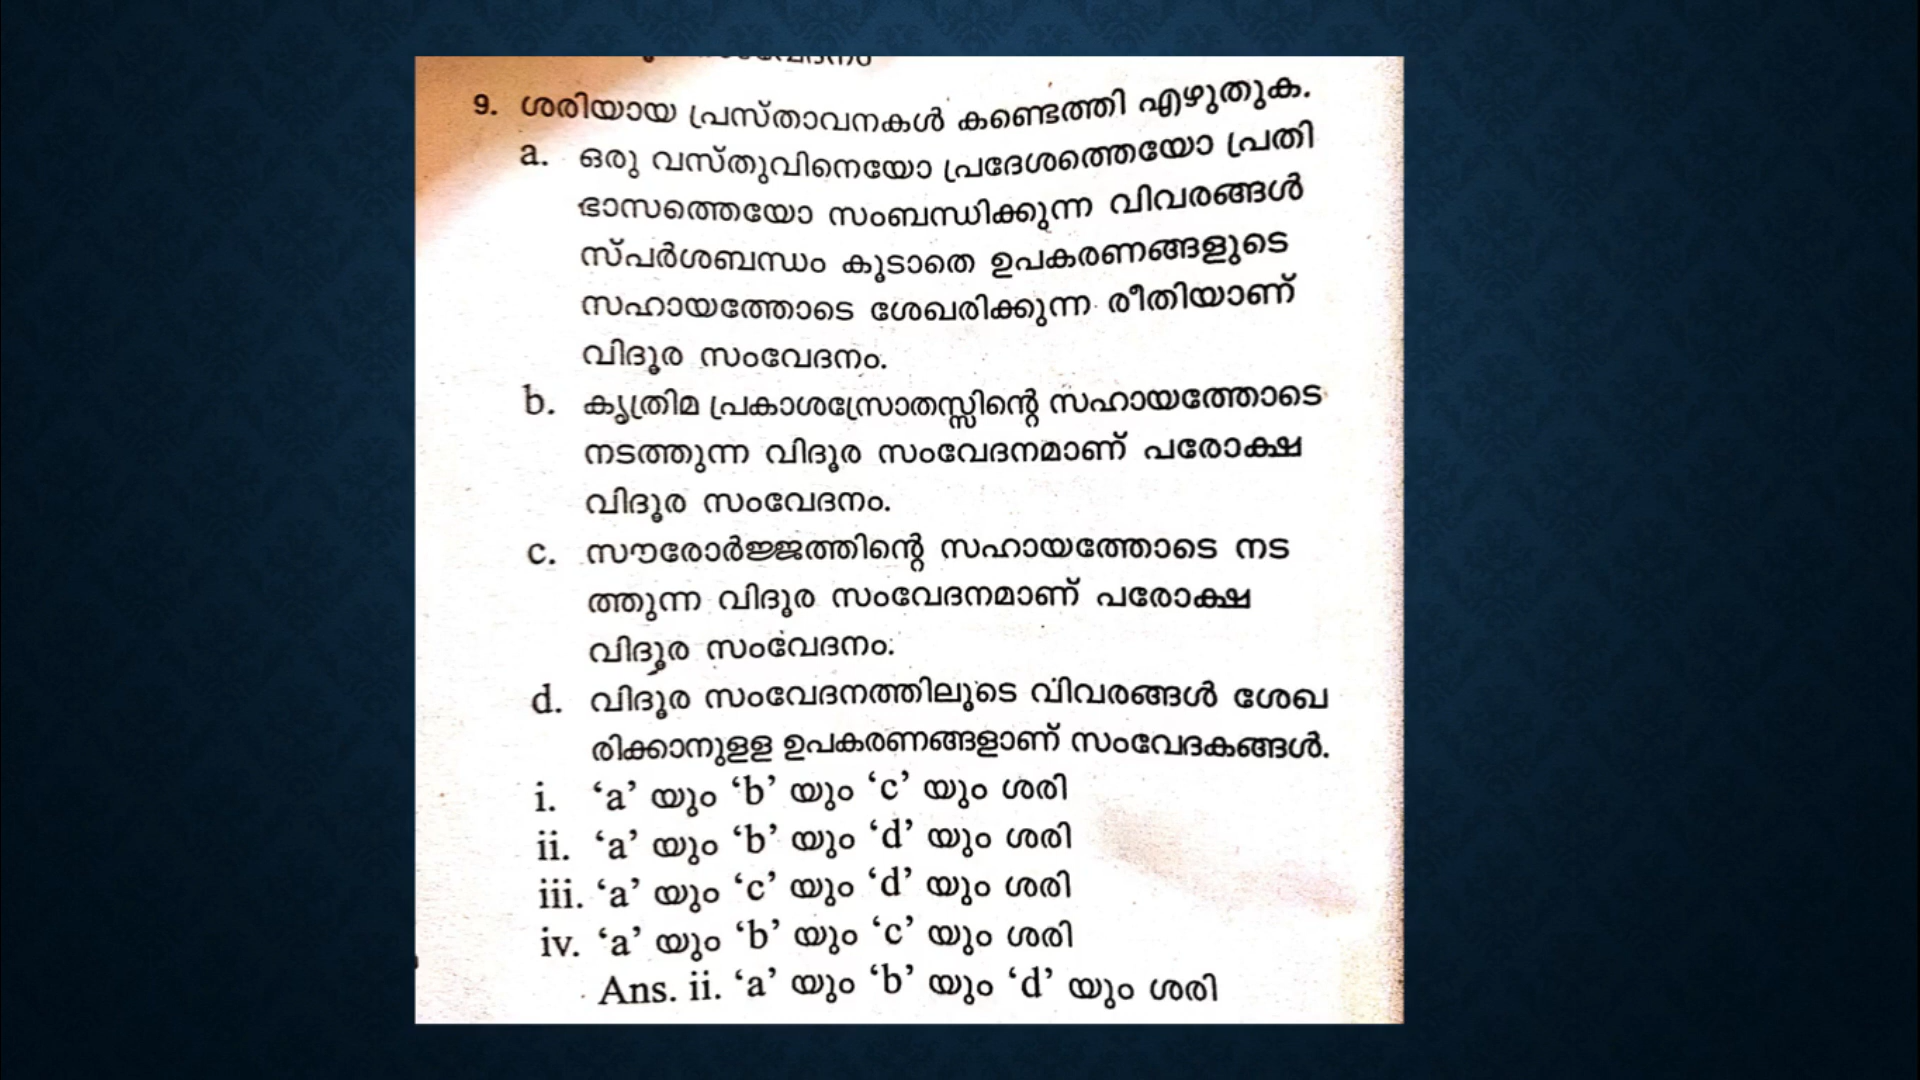 സംവേദനം
9. ശരിയായ പ്രസ്താവനകൾ കണ്ടെത്തി എഴുതുക.
a. ഒരു വസ്തുവിനെയോ പ്രദേശത്തെയോ പ്രതി
ഭാസത്തെയോ സംബന്ധിക്കുന്ന വിവരങ്ങൾ
സ്പർശബന്ധം കൂടാതെ ഉപകരണങ്ങളുടെ
സഹായത്തോടെ ശേഖരിക്കുന്ന രീതിയാണ്
വിദൂര സംവേദനം.
b. കൃത്രിമ പ്രകാശസ്രോതസ്സിന്റെ സഹായത്തോടെ
നടത്തുന്ന വിദൂര സംവേദനമാണ് പരോക്ഷ
വിദൂര സംവേദനം.
c. സൗരോർജ്ജത്തിന്റെ സഹായത്തോടെ നട
ത്തുന്ന വിദൂര സംവേദനമാണ് പരോക്ഷ
വിദൂര സംവേദനം.
d. വിദൂര സംവേദനത്തിലൂടെ വിവരങ്ങൾ ശേഖ
രിക്കാനുളള ഉപകരണങ്ങളാണ് സംവേദകങ്ങൾ.
i. ‘a’ യും ‘b’ യും ‘c’ യും ശരി
ii. ‘a’ യും ‘b’ യും ‘d’ യും ശരി
iii. ‘a’ യും ‘c’ യും ‘d’ യും ശരി
iv. ‘a’ യും ‘b’ യും ‘c’ യും ശരി
Ans. ii. ‘a’ യും ‘b’ യും ‘d’ യും ശരി